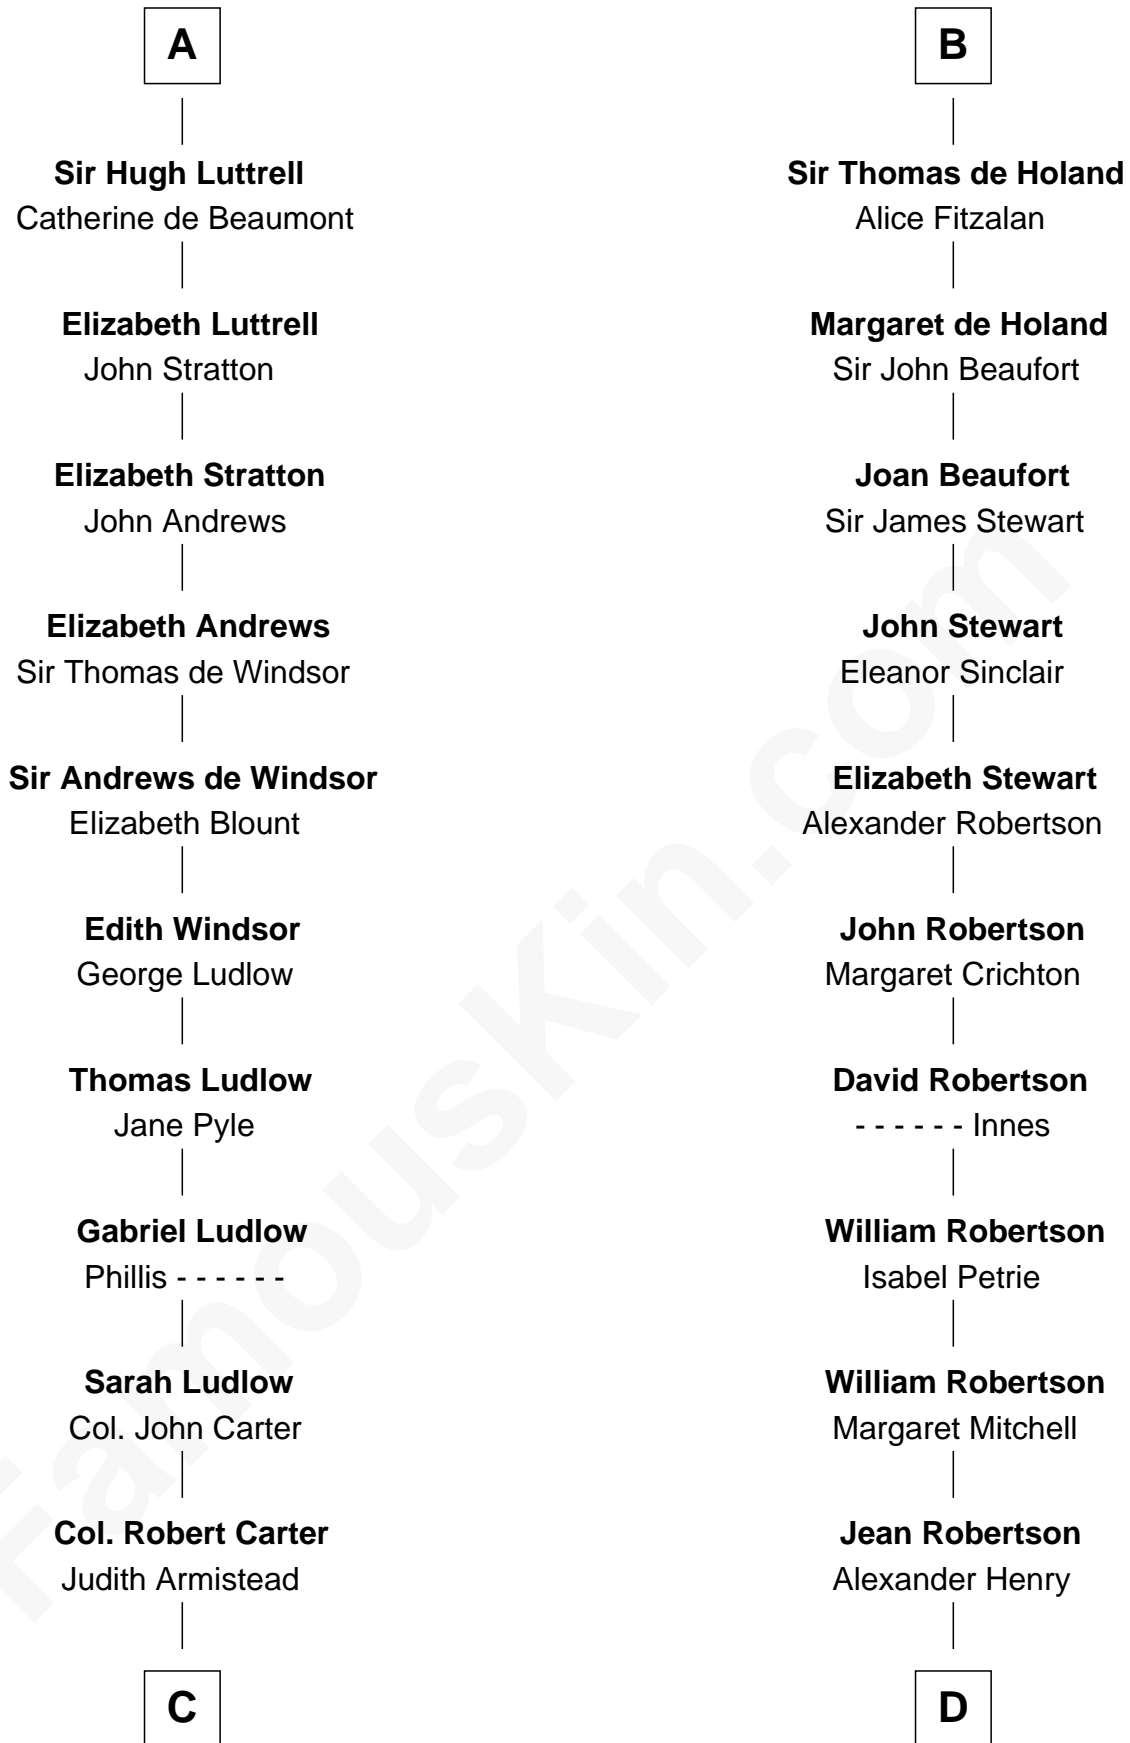 A
Sir Hugh Luttrell
Catherine de Beaumont
Elizabeth Luttrell
John Stratton
Elizabeth Stratton
John Andrews
Elizabeth Andrews
Sir Thomas de Windsor
Sir Andrews de Windsor
Elizabeth Blount
Edith Windsor
George Ludlow
Thomas Ludlow
Jane Pyle
Gabriel Ludlow
Phillis - - - - - -
Sarah Ludlow
Col. John Carter
Col. Robert Carter
Judith Armistead
C
B
Sir Thomas de Holand
Alice Fitzalan
Margaret de Holand
Sir John Beaufort
Joan Beaufort
Sir James Stewart
John Stewart
Eleanor Sinclair
Elizabeth Stewart
Alexander Robertson
John Robertson
Margaret Crichton
David Robertson
- - - - - - Innes
William Robertson
Isabel Petrie
William Robertson
Margaret Mitchell
Jean Robertson
Alexander Henry
D
FamousKin.com